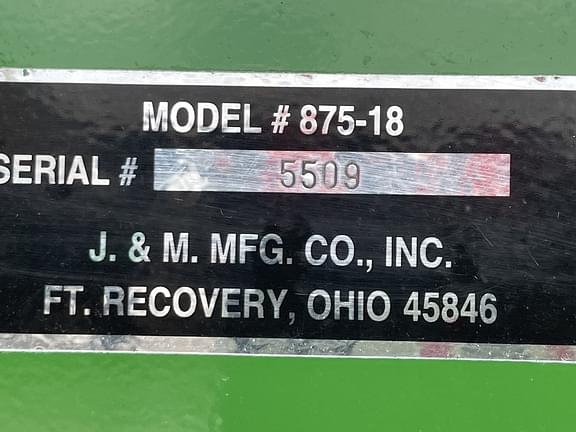 MODEL # 875-18
SERIAL # 5509
J. & M. MFG. CO., INC.
FT. RECOVERY, OHIO 45846